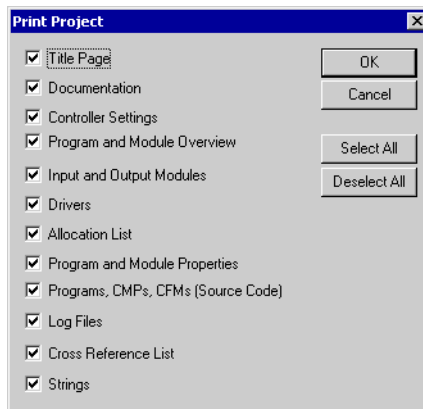 Print Project
Title Page
Documentation
Controller Settings
Program and Module Overview
Input and Output Modules
Drivers
Allocation List
Program and Module Properties
Programs, CMPs, CFMs (Source Code)
Log Files
Cross Reference List
Strings
OK
Cancel
Select All
Deselect All